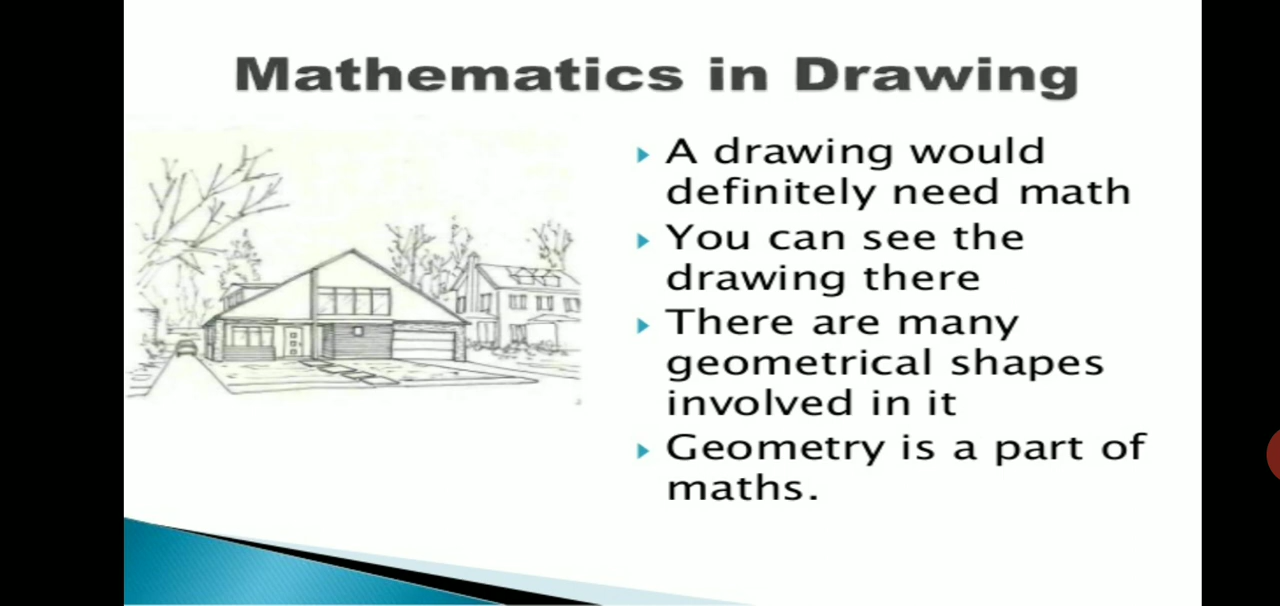 Mathematics in Drawing
A drawing would
definitely need math
You can see the
drawing there
There are many
geometrical shapes
involved in it
Geometry is a part of
maths.